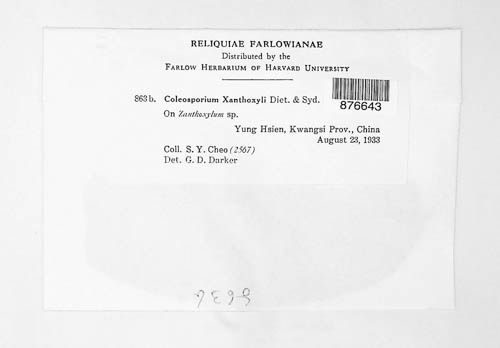 RELIQUIAE FARLOWIANAE
Distributed by the
FARLOW HERBARIUM OF HARVARD UNIVERSITY
876643
863b. Coleosporium Xanthoxyli Diet. & Syd.
On Zanthoxylum sp.
Yung Hsien, Kwangsi Prov., China
August 23, 1933
Coll. S. Y. Cheo (2567)
Det. G. D. Darker